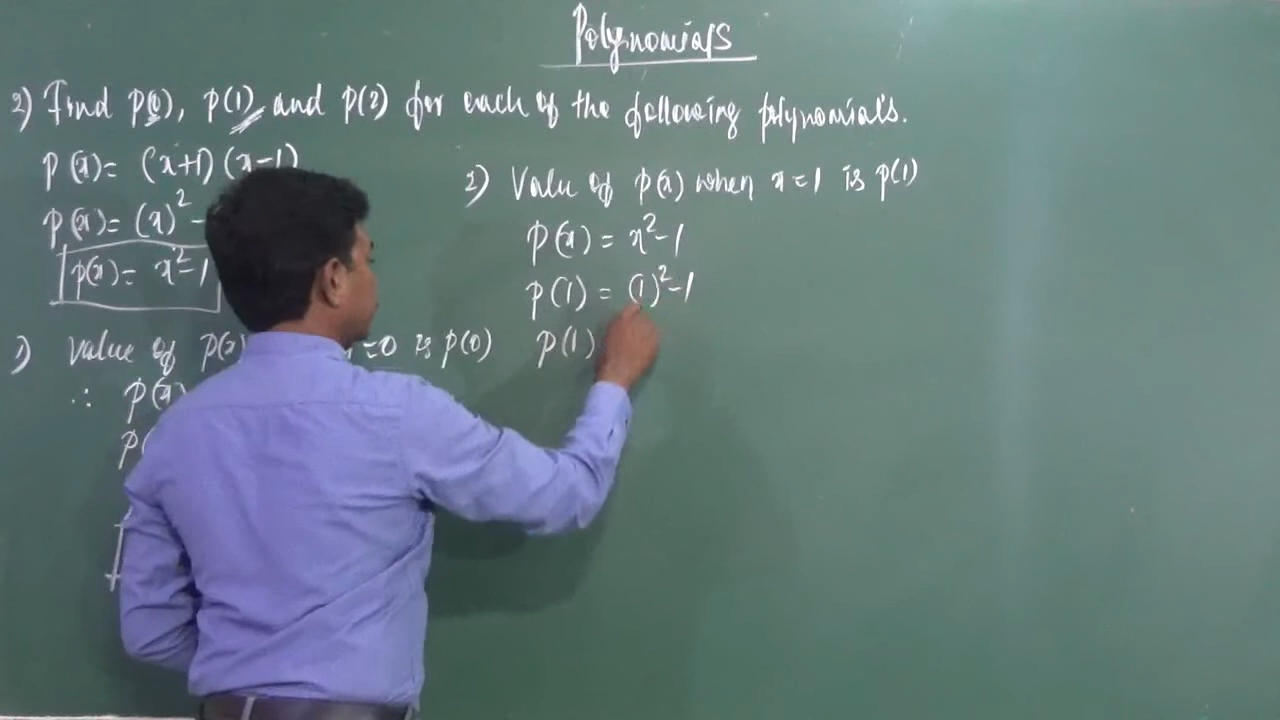 Polynomials
2) Find p(0), p(1), and p(2) for each of the following polynomials.
p(x) = (x+1)(x-1)
p(x) = (x)² -
p(x) = x²-1
1) value of p(x) =0 is p(0)
∴ p(x)
p(
2) Value of p(x) when x=1 is p(1)
p(x) = x²-1
p(1) = (1)²-1
p(1)